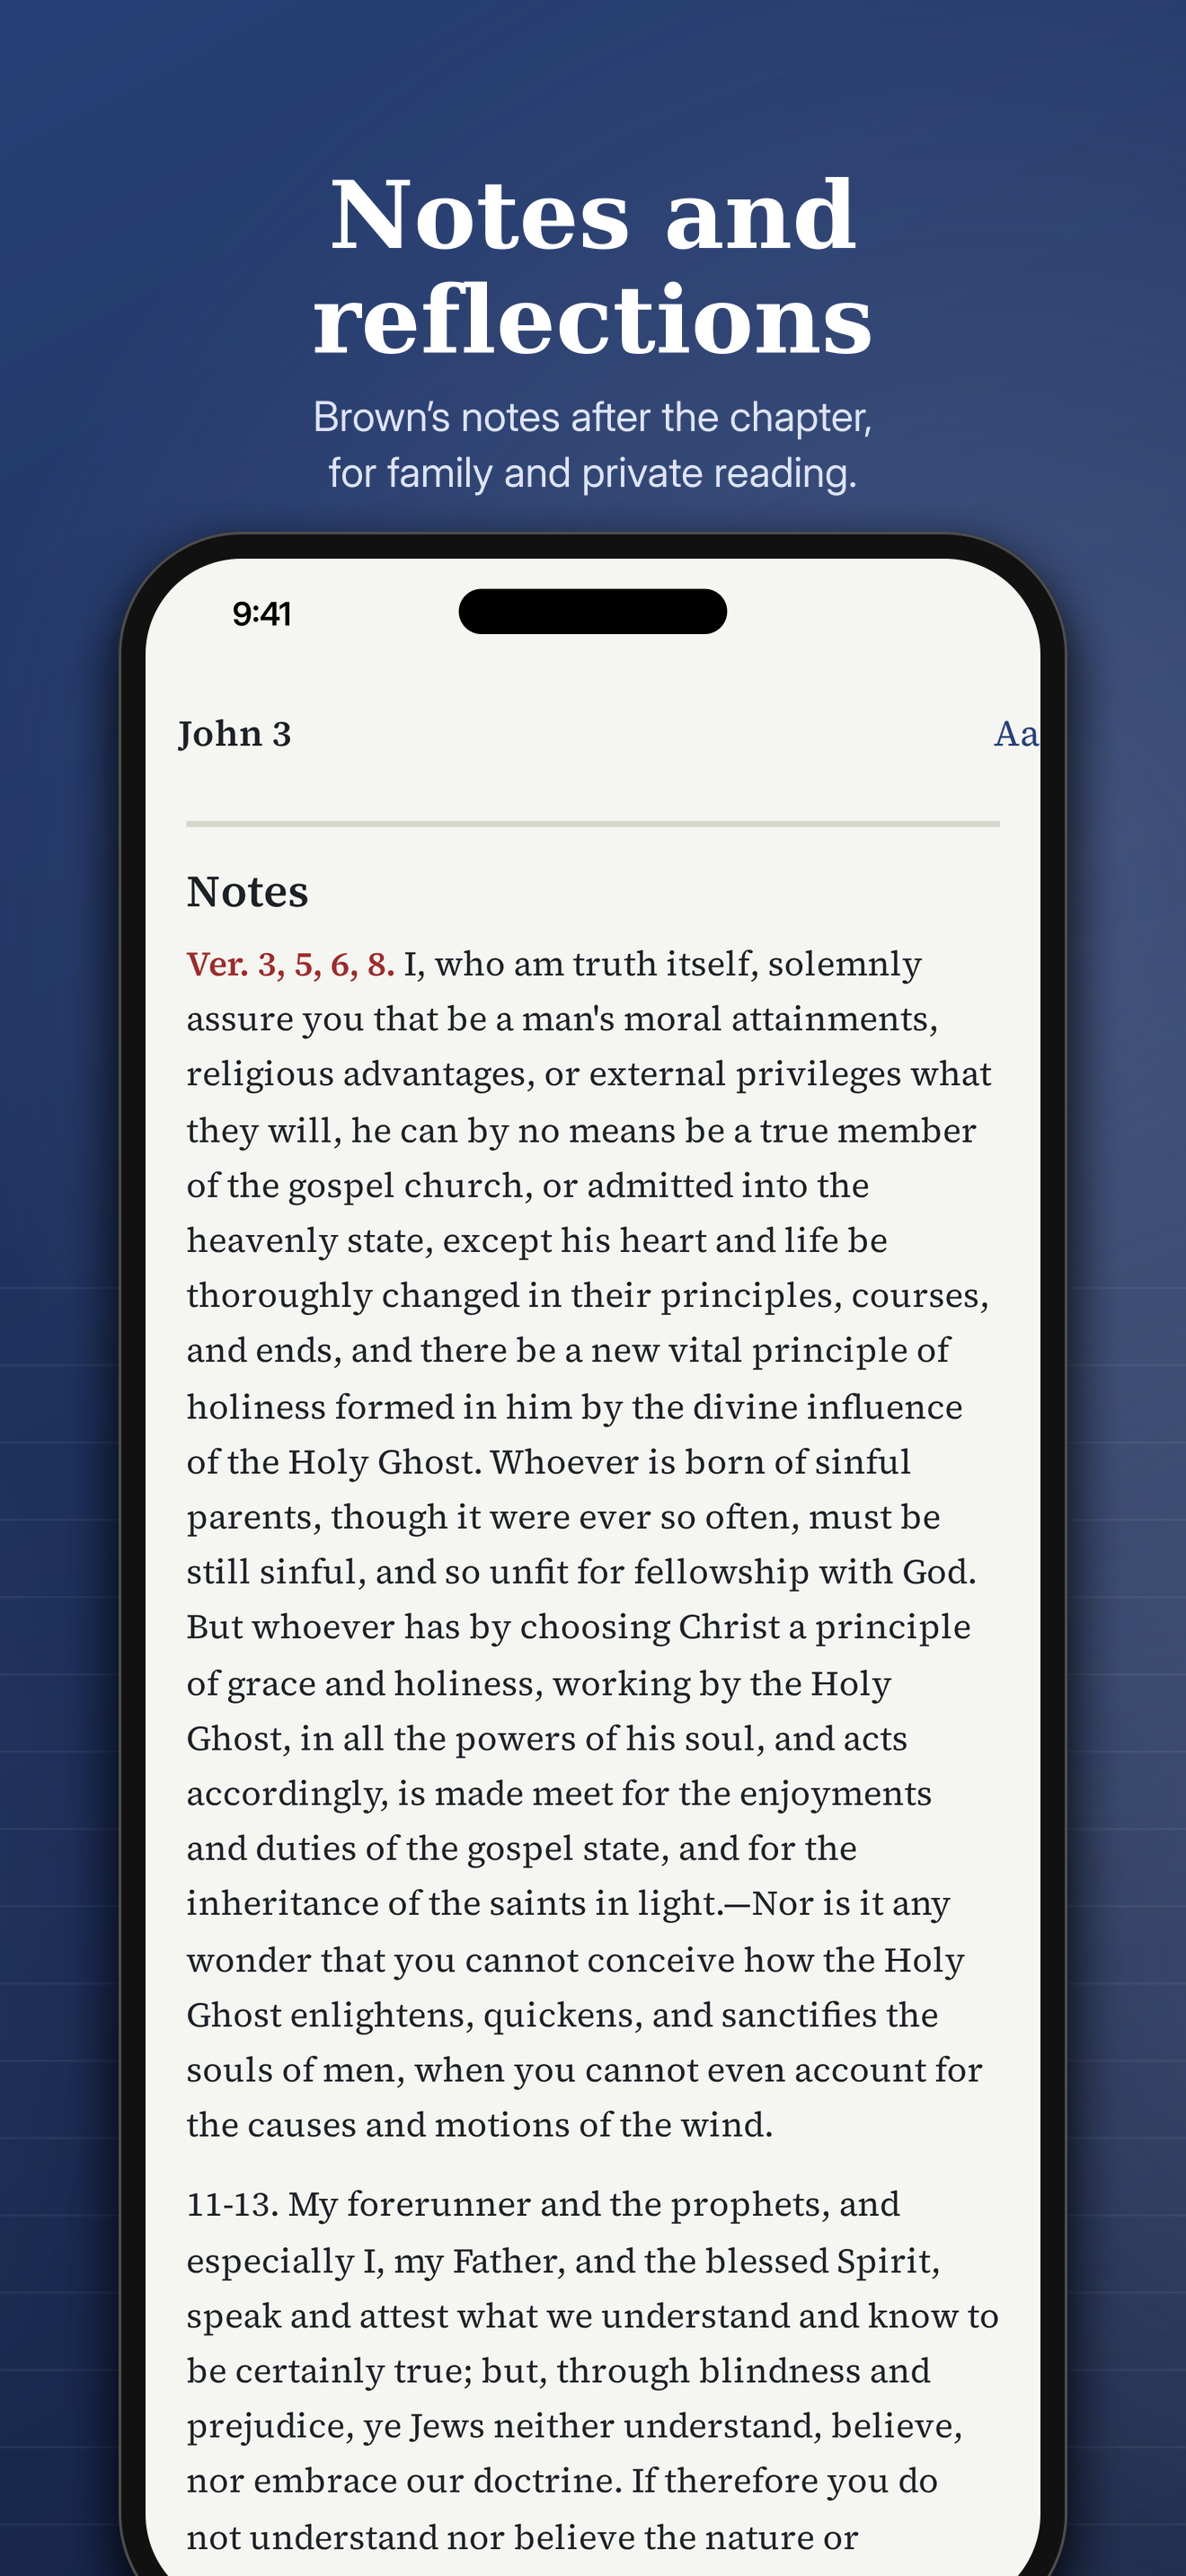 Notes and
reflections
Brown’s notes after the chapter,
for family and private reading.
9:41
John 3
Aa
Notes
Ver. 3, 5, 6, 8. I, who am truth itself, solemnly
assure you that be a man's moral attainments,
religious advantages, or external privileges what
they will, he can by no means be a true member
of the gospel church, or admitted into the
heavenly state, except his heart and life be
thoroughly changed in their principles, courses,
and ends, and there be a new vital principle of
holiness formed in him by the divine influence
of the Holy Ghost. Whoever is born of sinful
parents, though it were ever so often, must be
still sinful, and so unfit for fellowship with God.
But whoever has by choosing Christ a principle
of grace and holiness, working by the Holy
Ghost, in all the powers of his soul, and acts
accordingly, is made meet for the enjoyments
and duties of the gospel state, and for the
inheritance of the saints in light.—Nor is it any
wonder that you cannot conceive how the Holy
Ghost enlightens, quickens, and sanctifies the
souls of men, when you cannot even account for
the causes and motions of the wind.
11-13. My forerunner and the prophets, and
especially I, my Father, and the blessed Spirit,
speak and attest what we understand and know to
be certainly true; but, through blindness and
prejudice, ye Jews neither understand, believe,
nor embrace our doctrine. If therefore you do
not understand nor believe the nature or